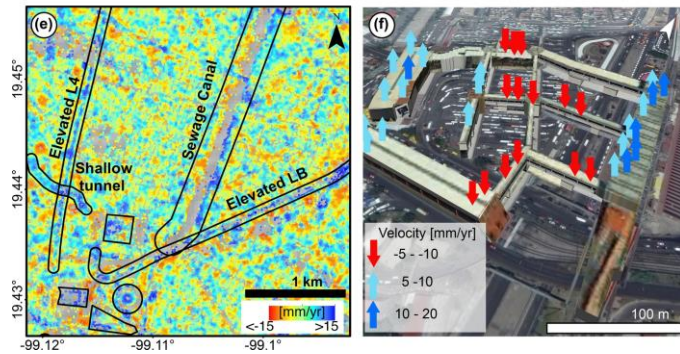 (e)
19.45°
19.44°
19.43°
Elevated L4
Sewage Canal
Shallow
tunnel
Elevated LB
1 km
[mm/yr]
<-15 >15
-99.12° -99.11° -99.1°
(f)
Velocity [mm/yr]
-5 - -10
5 -10
10 - 20
100 m